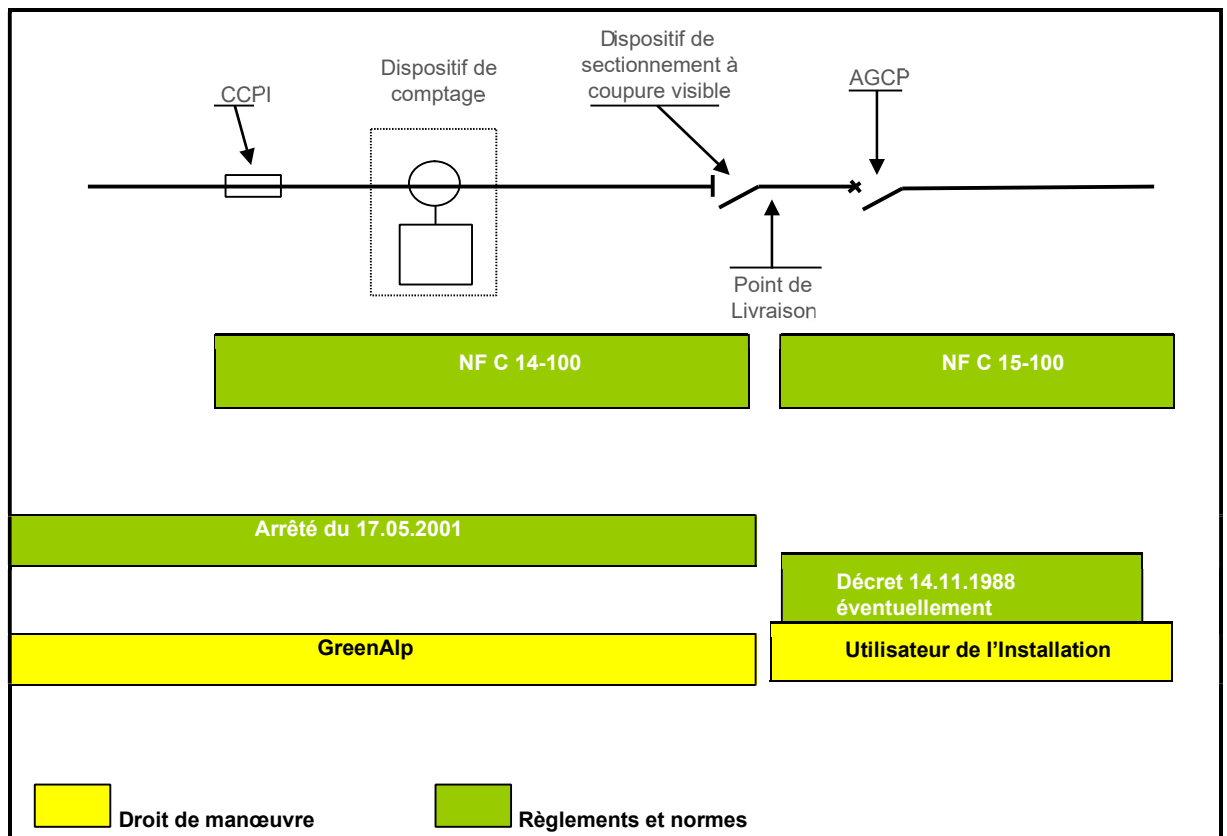 Dispositif de
sectionnement à
coupure visible
Dispositif de
comptage
CCPI
AGCP
Point de
Livraison
NF C 14-100
NF C 15-100
Arrêté du 17.05.2001
Décret 14.11.1988
éventuellement
GreenAlp
Utilisateur de l'Installation
Droit de manœuvre
Règlements et normes